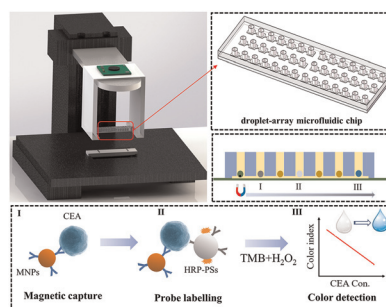 droplet-array microfluidic chip
I II III
I
CEA
MNPs
Magnetic capture
II
HRP-PSs
Probe labelling
TMB+H₂O₂
III
Color index
CEA Con.
Color detection